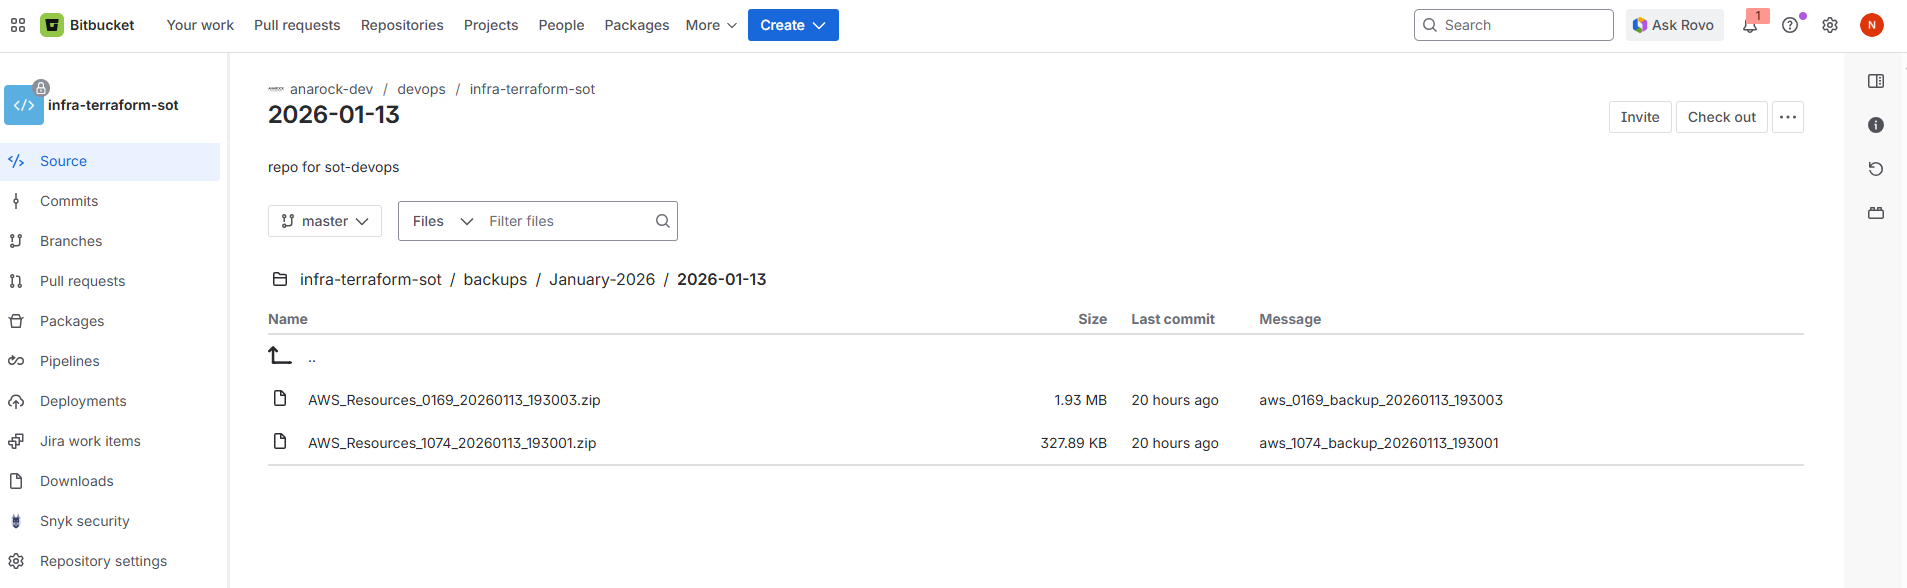 Bitbucket Your work Pull requests Repositories Projects People Packages More Create Search Ask Rovo 1 N
infra-terraform-sot
Source
Commits
Branches
Pull requests
Packages
Pipelines
Deployments
Jira work items
Downloads
Snyk security
Repository settings
anarock-dev / devops / infra-terraform-sot
2026-01-13
Invite Check out
repo for sot-devops
master Files Filter files
infra-terraform-sot / backups / January-2026 / 2026-01-13
Name Size Last commit Message
..
AWS_Resources_0169_20260113_193003.zip 1.93 MB 20 hours ago aws_0169_backup_20260113_193003
AWS_Resources_1074_20260113_193001.zip 327.89 KB 20 hours ago aws_1074_backup_20260113_193001